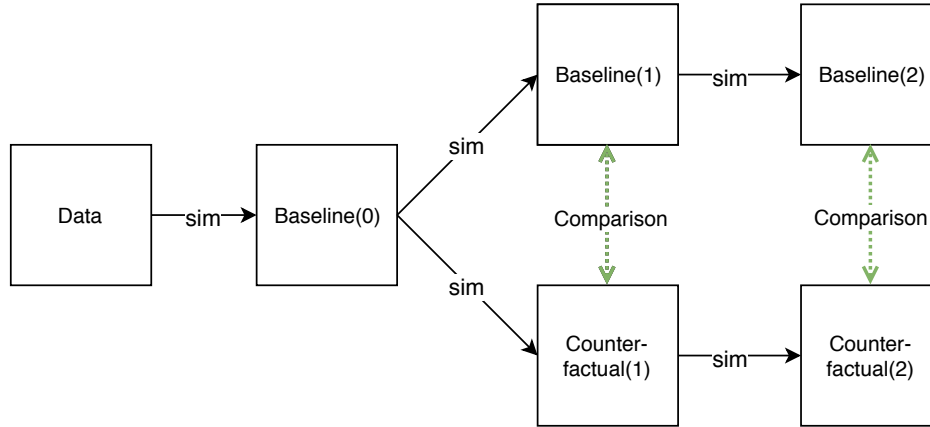 Data
sim
Baseline(0)
sim
sim
Baseline(1)
sim
Baseline(2)
Comparison
Comparison
Counter-
factual(1)
sim
Counter-
factual(2)